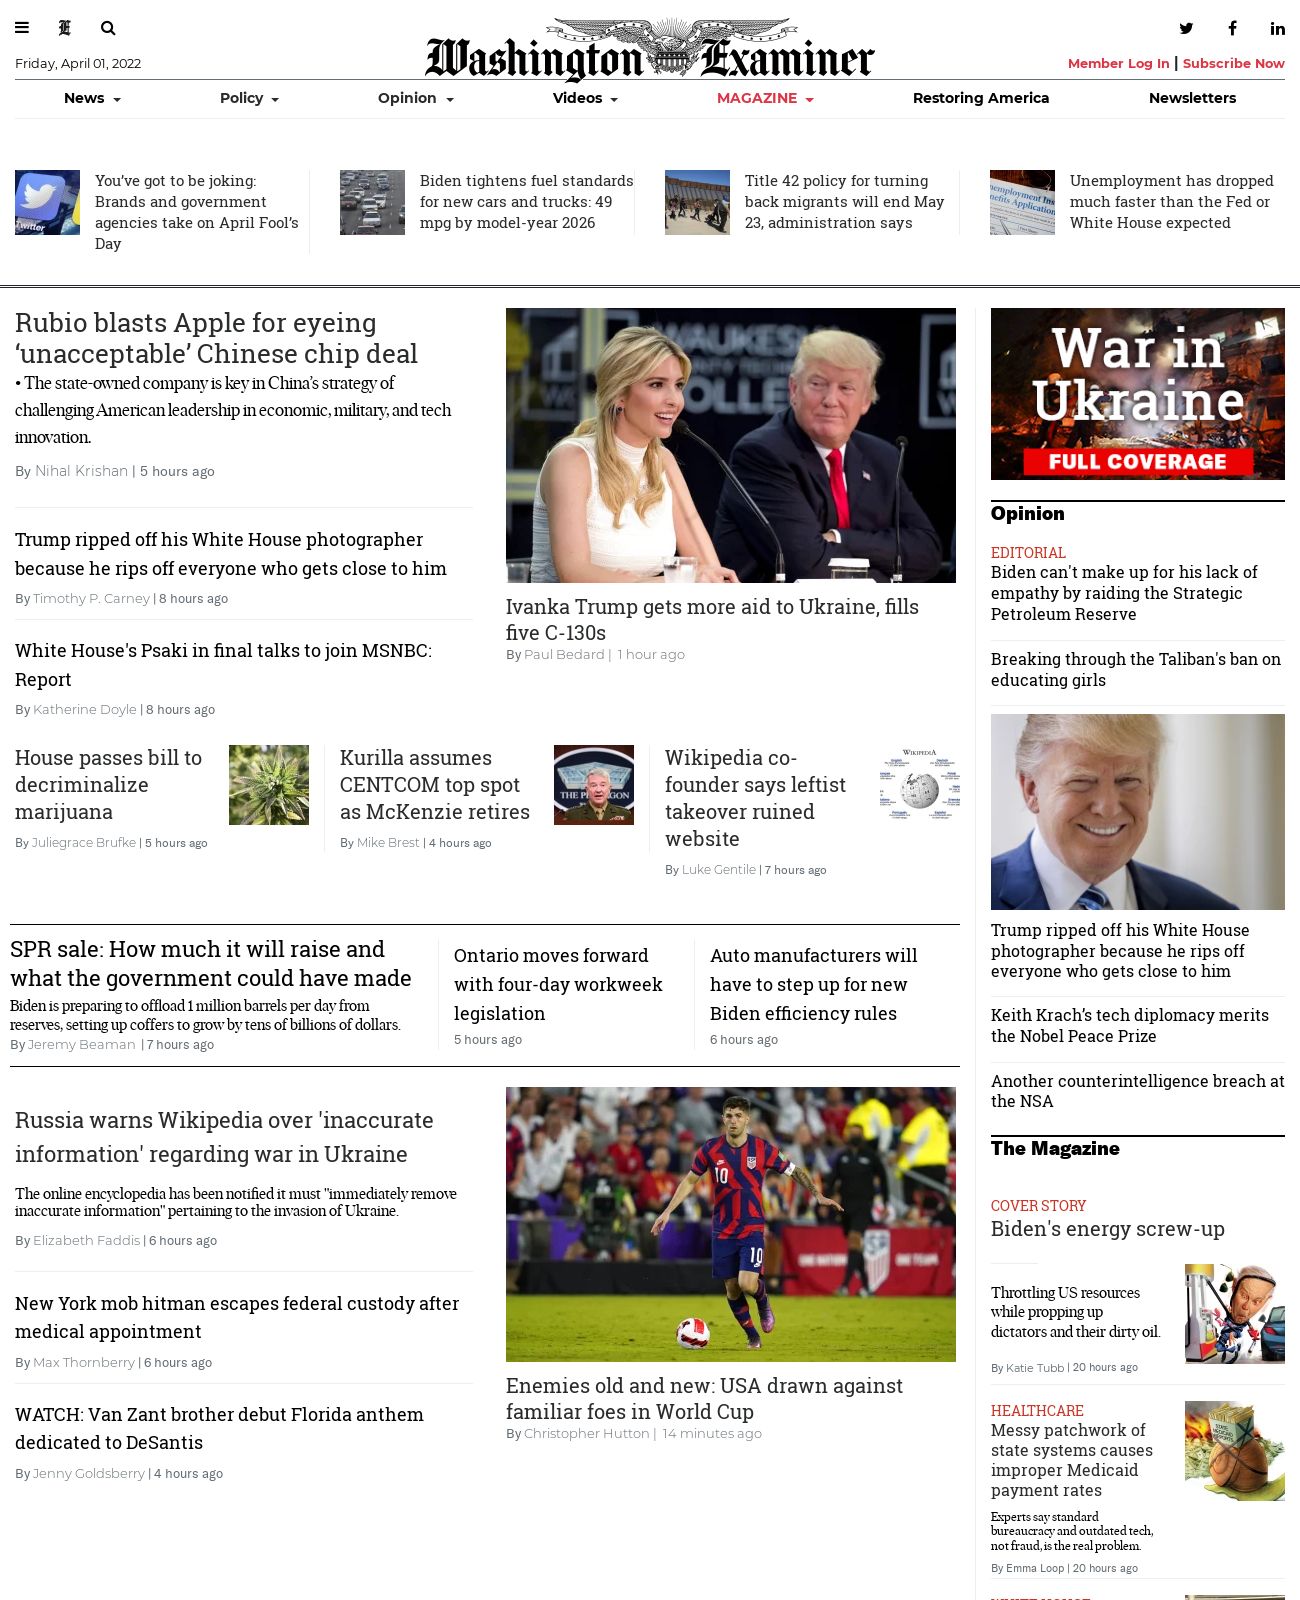 Friday, April 01, 2022
Washington Examiner
Member Log In | Subscribe Now
News
Policy
Opinion
Videos
MAGAZINE
Restoring America
Newsletters
Twitter
You’ve got to be joking:
Brands and government
agencies take on April Fool’s
Day
Biden tightens fuel standards
for new cars and trucks: 49
mpg by model-year 2026
Title 42 policy for turning
back migrants will end May
23, administration says
Unemployment has dropped
much faster than the Fed or
White House expected
Rubio blasts Apple for eyeing
‘unacceptable’ Chinese chip deal
• The state-owned company is key in China’s strategy of
challenging American leadership in economic, military, and tech
innovation.
By Nihal Krishan | 5 hours ago
Trump ripped off his White House photographer
because he rips off everyone who gets close to him
By Timothy P. Carney | 8 hours ago
White House's Psaki in final talks to join MSNBC:
Report
By Katherine Doyle | 8 hours ago
Ivanka Trump gets more aid to Ukraine, fills
five C-130s
By Paul Bedard | 1 hour ago
House passes bill to
decriminalize
marijuana
By Juliegrace Brufke | 5 hours ago
Kurilla assumes
CENTCOM top spot
as McKenzie retires
By Mike Brest | 4 hours ago
THE PENTAGON
Wikipedia co-
founder says leftist
takeover ruined
website
By Luke Gentile | 7 hours ago
WIKIPEDIA
SPR sale: How much it will raise and
what the government could have made
Biden is preparing to offload 1 million barrels per day from
reserves, setting up coffers to grow by tens of billions of dollars.
By Jeremy Beaman | 7 hours ago
Ontario moves forward
with four-day workweek
legislation
5 hours ago
Auto manufacturers will
have to step up for new
Biden efficiency rules
6 hours ago
Russia warns Wikipedia over 'inaccurate
information' regarding war in Ukraine
The online encyclopedia has been notified it must "immediately remove
inaccurate information" pertaining to the invasion of Ukraine.
By Elizabeth Faddis | 6 hours ago
New York mob hitman escapes federal custody after
medical appointment
By Max Thornberry | 6 hours ago
WATCH: Van Zant brother debut Florida anthem
dedicated to DeSantis
By Jenny Goldsberry | 4 hours ago
10
10
Enemies old and new: USA drawn against
familiar foes in World Cup
By Christopher Hutton | 14 minutes ago
War in
Ukraine
FULL COVERAGE
Opinion
EDITORIAL
Biden can't make up for his lack of
empathy by raiding the Strategic
Petroleum Reserve
Breaking through the Taliban's ban on
educating girls
Trump ripped off his White House
photographer because he rips off
everyone who gets close to him
Keith Krach’s tech diplomacy merits
the Nobel Peace Prize
Another counterintelligence breach at
the NSA
The Magazine
COVER STORY
Biden's energy screw-up
Throttling US resources
while propping up
dictators and their dirty oil.
By Katie Tubb | 20 hours ago
HEALTHCARE
Messy patchwork of
state systems causes
improper Medicaid
payment rates
Experts say standard
bureaucracy and outdated tech,
not fraud, is the real problem.
By Emma Loop | 20 hours ago